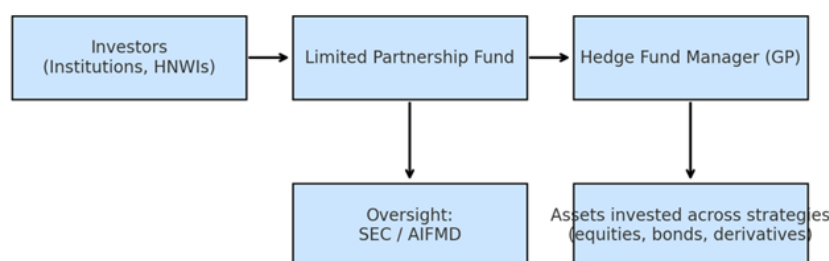 Investors
(Institutions, HNWIs)
Limited Partnership Fund
Hedge Fund Manager (GP)
Oversight:
SEC / AIFMD
Assets invested across strategies
(equities, bonds, derivatives)